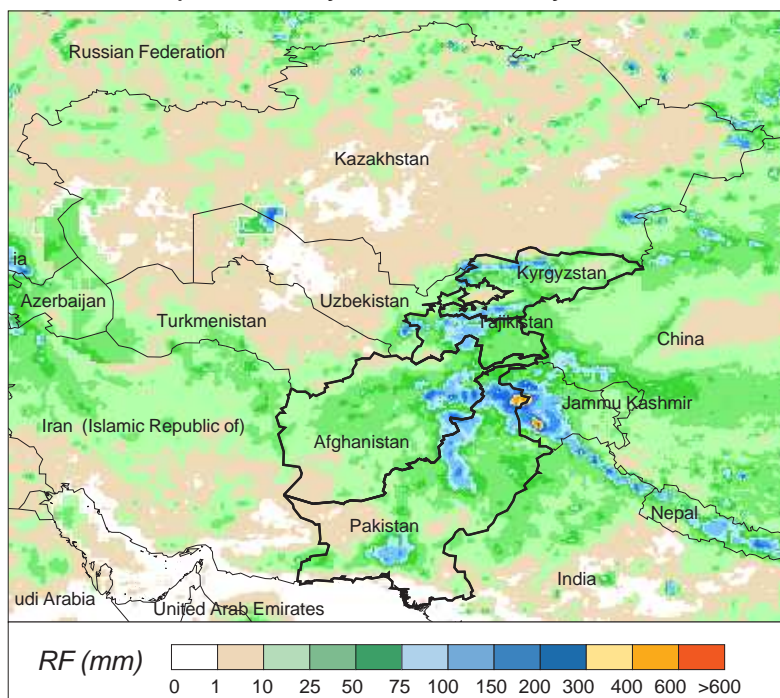 Russian Federation
Kazakhstan
ia
Kyrgyzstan
Azerbaijan
Uzbekistan
Turkmenistan
Tajikistan
China
Jammu Kashmir
Iran (Islamic Republic of)
Afghanistan
Nepal
Pakistan
India
udi Arabia
United Arab Emirates
RF (mm)
0 1 10 25 50 75 100 150 200 300 400 600 >600